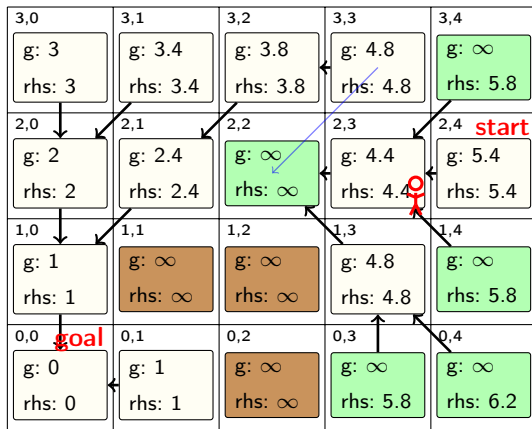 3,0 3,1 3,2 3,3 3,4
g: 3 g: 3.4 g: 3.8 g: 4.8 g: ∞
rhs: 3 rhs: 3.4 rhs: 3.8 rhs: 4.8 rhs: 5.8
2,0 2,1 2,2 2,3 2,4 start
g: 2 g: 2.4 g: ∞ g: 4.4 g: 5.4
rhs: 2 rhs: 2.4 rhs: ∞ rhs: 4.4 rhs: 5.4
1,0 1,1 1,2 1,3 1,4
g: 1 g: ∞ g: ∞ g: 4.8 g: ∞
rhs: 1 rhs: ∞ rhs: ∞ rhs: 4.8 rhs: 5.8
0,0 goal 0,1 0,2 0,3 0,4
g: 0 g: 1 g: ∞ g: ∞ g: ∞
rhs: 0 rhs: 1 rhs: ∞ rhs: 5.8 rhs: 6.2